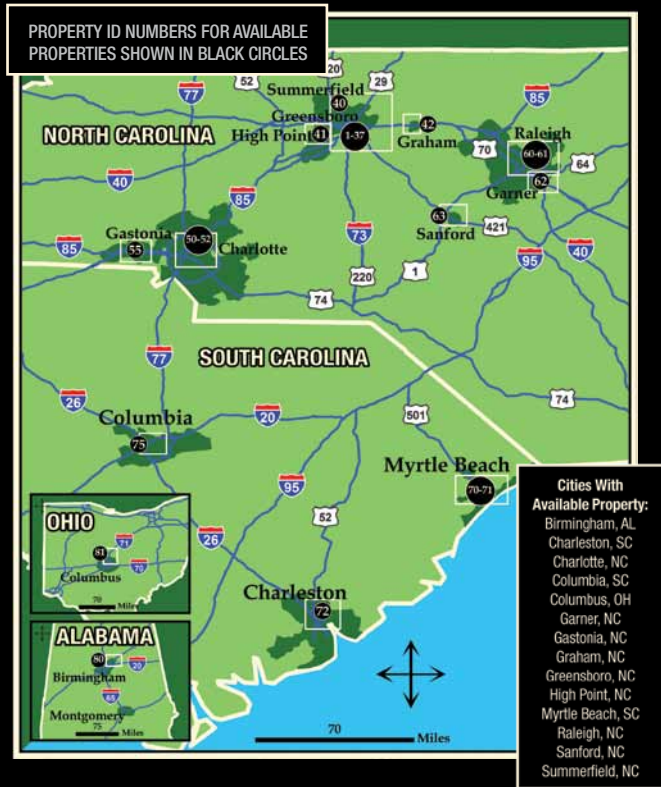 PROPERTY ID NUMBERS FOR AVAILABLE
PROPERTIES SHOWN IN BLACK CIRCLES
77
52
20
29
85
Summerfield
40
Greensboro
NORTH CAROLINA
High Point
41
1-37
42
Graham
Raleigh
70
60-61
64
40
85
Garner
62
63
Sanford
421
Gastonia
50-52
85
55
Charlotte
73
40
95
220
1
74
SOUTH CAROLINA
77
26
20
74
Columbia
501
75
Myrtle Beach
95
70-71
52
26
OHIO
71
81
70
Columbus
70
Miles
Charleston
72
ALABAMA
80
20
Birmingham
65
Montgomery
75
Miles
70
Miles
Cities With
Available Property:
Birmingham, AL
Charleston, SC
Charlotte, NC
Columbia, SC
Columbus, OH
Garner, NC
Gastonia, NC
Graham, NC
Greensboro, NC
High Point, NC
Myrtle Beach, SC
Raleigh, NC
Sanford, NC
Summerfield, NC